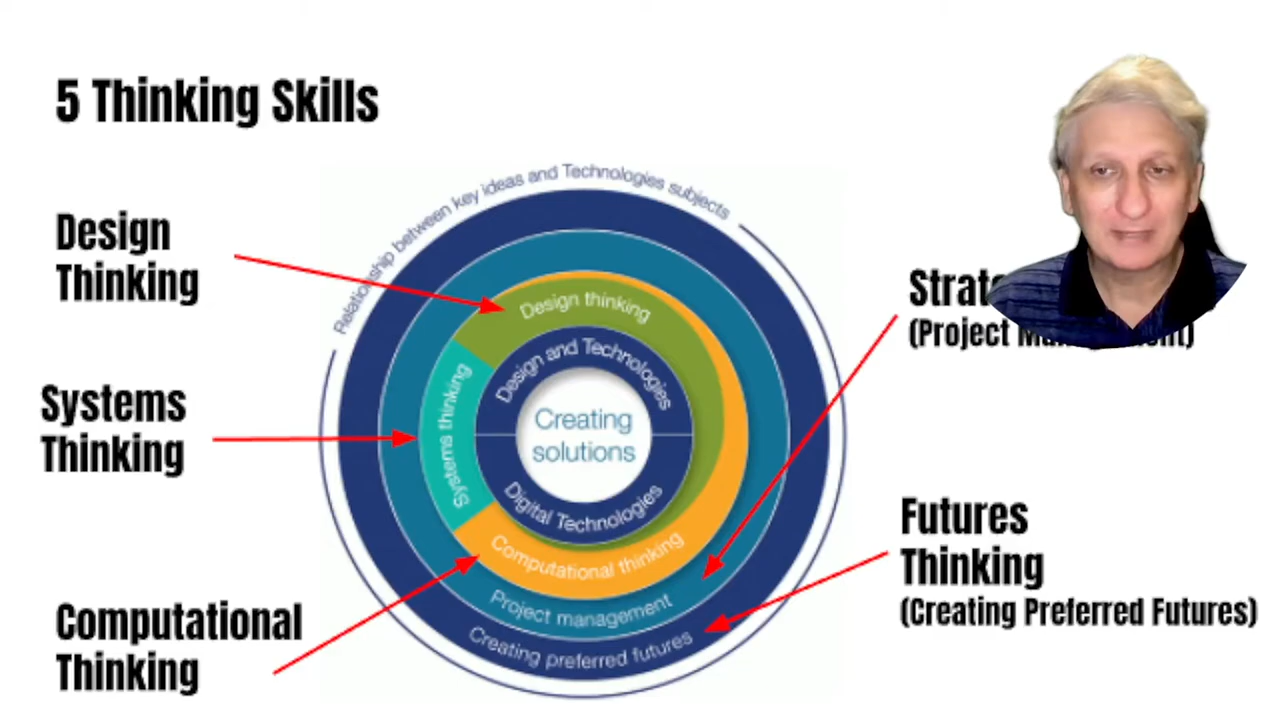 5 Thinking Skills
Relationship between key ideas and Technologies subjects
Design
Thinking
Systems
Thinking
Computational
Thinking
Design thinking
Systems thinking
Computational thinking
Design and Technologies
Creating
solutions
Digital Technologies
Project management
Creating preferred futures
(Project
Futures
Thinking
(Creating Preferred Futures)